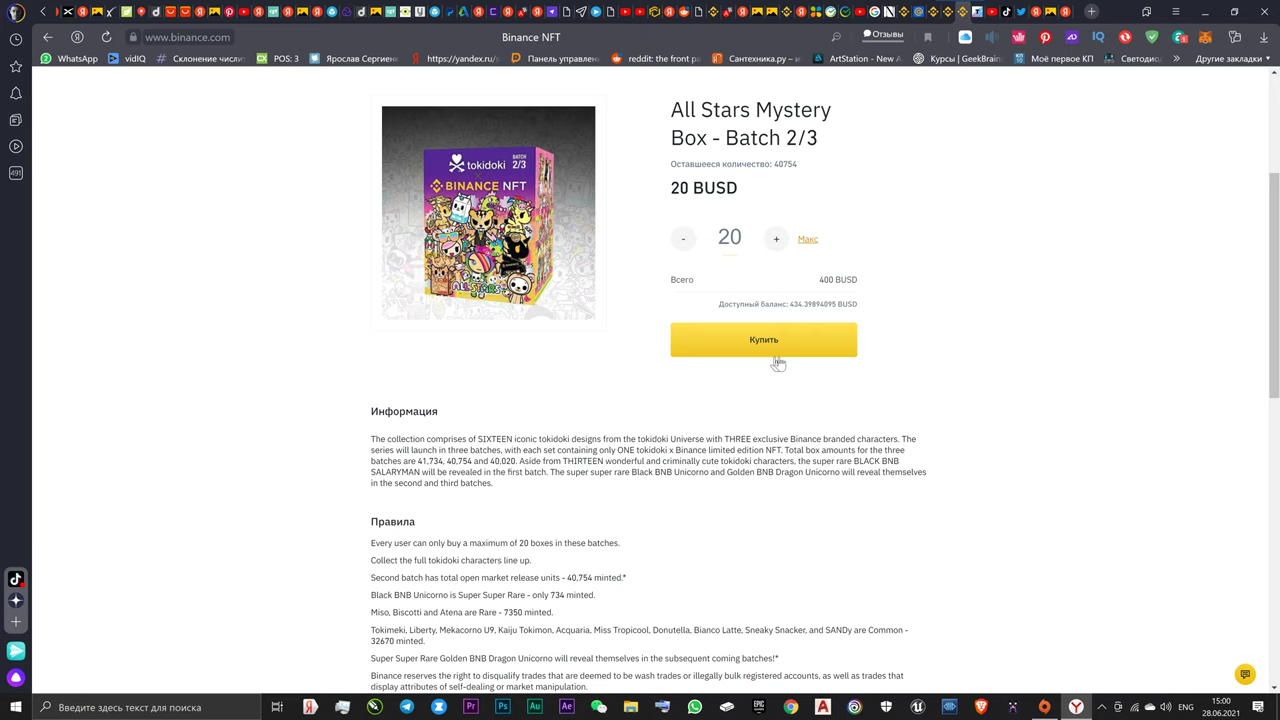 www.binance.com
Binance NFT
Отзывы
WhatsApp
vidIQ
Склонение числит
POS: 3
Ярослав Сергиен
https://yandex.ru/s
Панель управлен
reddit: the front p
Сантехника.ру – и
ArtStation - New A
Курсы | GeekBrain
Моё первое КП
Светодио
Другие закладки
491
tokidoki
BATCH 2/3
x
BINANCE NFT
ALL STARS
All Stars Mystery
Box - Batch 2/3
Оставшееся количество: 40754
20 BUSD
- 20 + Макс
Всего 400 BUSD
Доступный баланс: 434.39894095 BUSD
Купить
Информация
The collection comprises of SIXTEEN iconic tokidoki designs from the tokidoki Universe with THREE exclusive Binance branded characters. The
series will launch in three batches, with each set containing only ONE tokidoki x Binance limited edition NFT. Total box amounts for the three
batches are 41,734, 40,754 and 40,020. Aside from THIRTEEN wonderful and criminally cute tokidoki characters, the super rare BLACK BNB
SALARYMAN will be revealed in the first batch. The super super rare Black BNB Unicorno and Golden BNB Dragon Unicorno will reveal themselves
in the second and third batches.
Правила
Every user can only buy a maximum of 20 boxes in these batches.
Collect the full tokidoki characters line up.
Second batch has total open market release units - 40,754 minted.*
Black BNB Unicorno is Super Super Rare - only 734 minted.
Miso, Biscotti and Atena are Rare - 7350 minted.
Tokimeki, Liberty, Mekacorno U9, Kaiju Tokimon, Acquaria, Miss Tropicool, Donutella, Bianco Latte, Sneaky Snacker, and SANDy are Common -
32670 minted.
Super Super Rare Golden BNB Dragon Unicorno will reveal themselves in the subsequent coming batches!*
Binance reserves the right to disqualify trades that are deemed to be wash trades or illegally bulk registered accounts, as well as trades that
display attributes of self-dealing or market manipulation.
Введите здесь текст для поиска
Pr
Ps
Au
Ae
15:00
28.06.2021